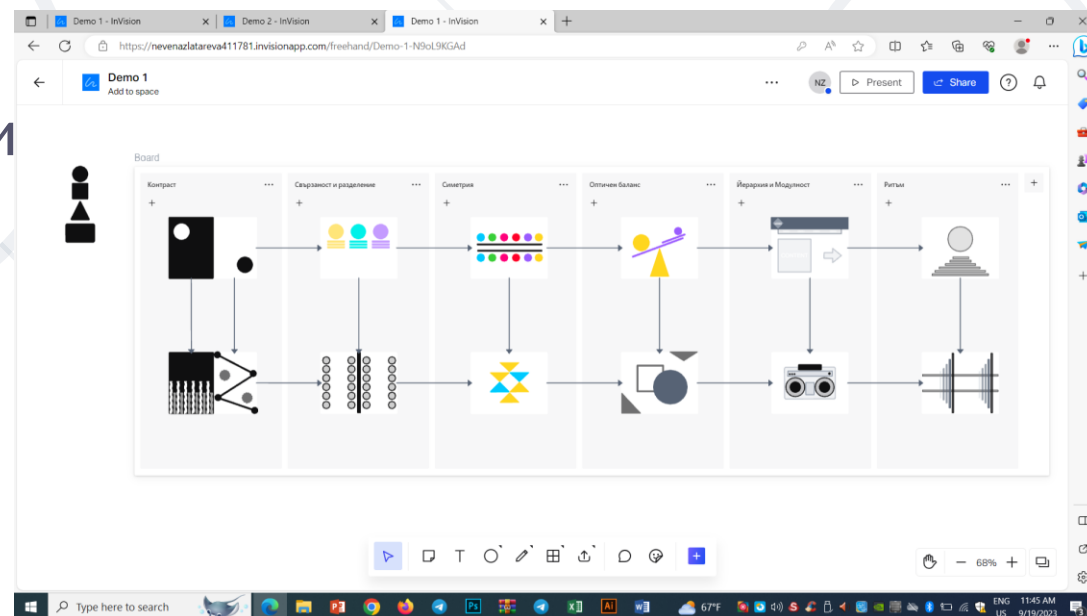 Demo 1 - InVision
Demo 2 - InVision
Demo 1 - InVision
https://nevenazlatareva411781.invisionapp.com/freehand/Demo-1-N9oL9KGAd
Demo 1
Add to space
NZ
Present
Share
Board
Контраст
Свързаност и разделение
Симетрия
Оптичен баланс
Йерархия и Модулност
Ритъм
68%
Type here to search
67°F
ENG
US
11:45 AM
9/19/2023